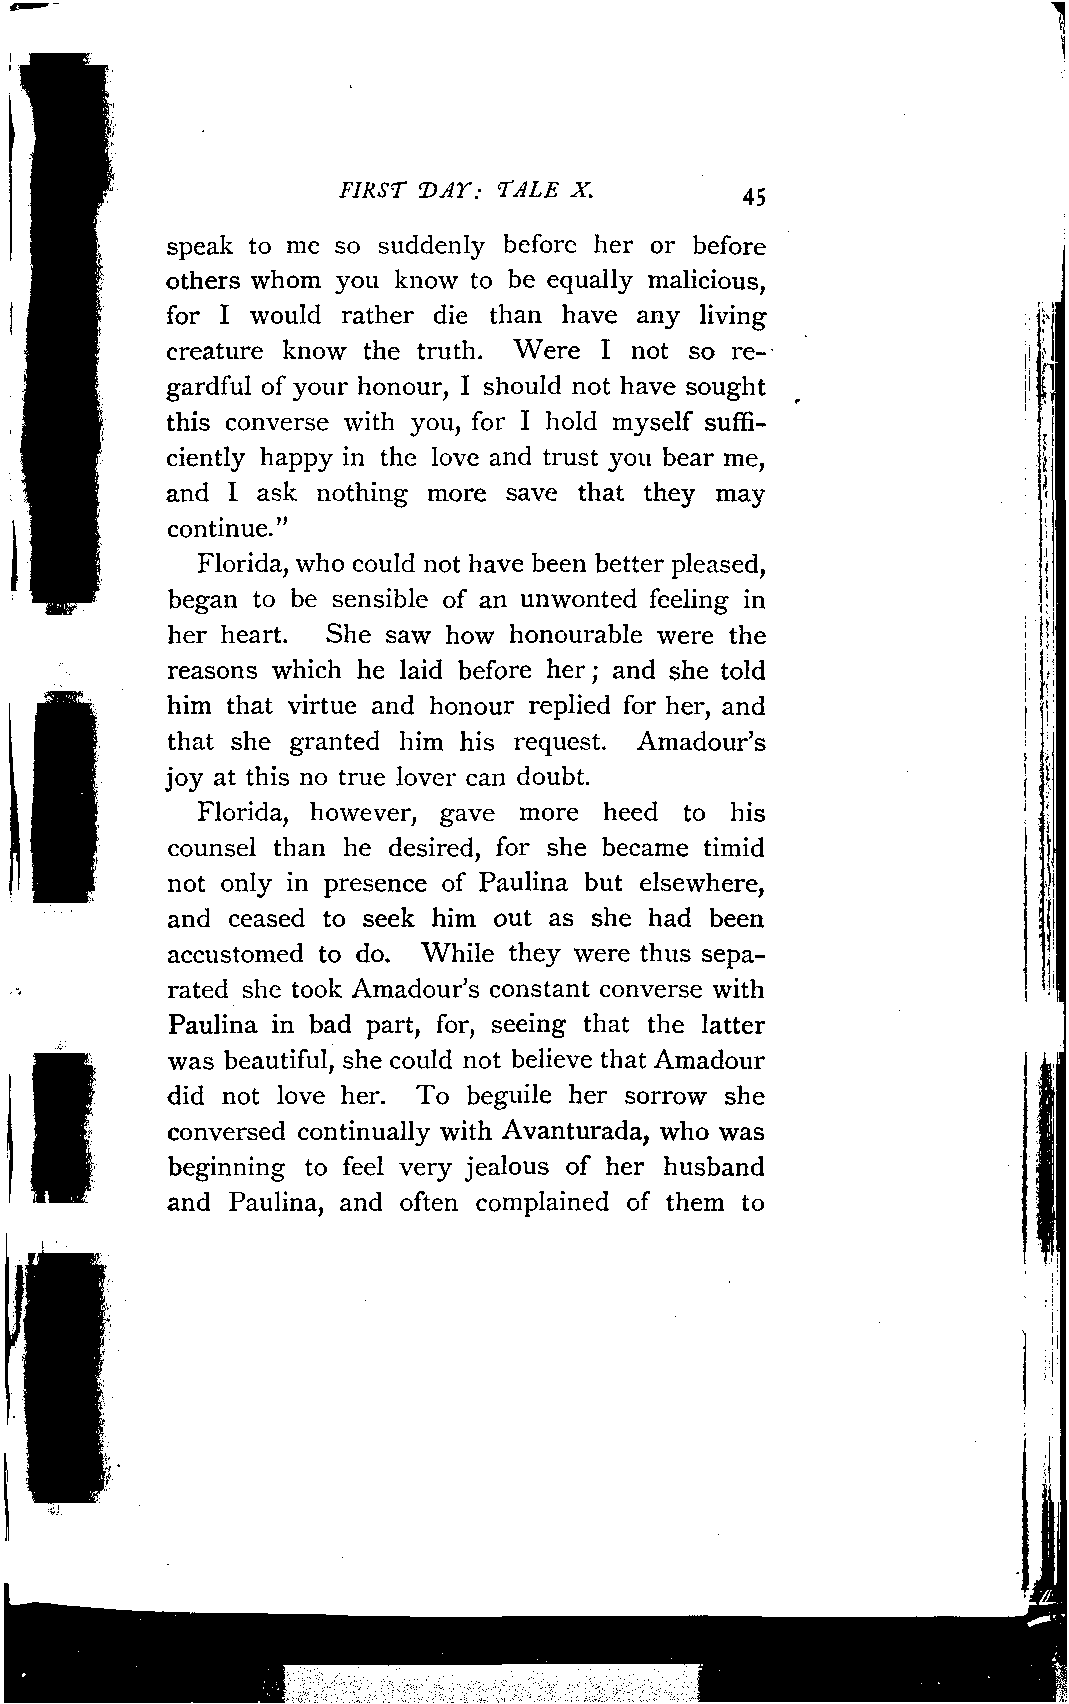 FIRST DAY: TALE X. 45
speak to me so suddenly before her or before
others whom you know to be equally malicious,
for I would rather die than have any living
creature know the truth. Were I not so re-
gardful of your honour, I should not have sought
this converse with you, for I hold myself suffi-
ciently happy in the love and trust you bear me,
and I ask nothing more save that they may
continue."
Florida, who could not have been better pleased,
began to be sensible of an unwonted feeling in
her heart. She saw how honourable were the
reasons which he laid before her; and she told
him that virtue and honour replied for her, and
that she granted him his request. Amadour's
joy at this no true lover can doubt.
Florida, however, gave more heed to his
counsel than he desired, for she became timid
not only in presence of Paulina but elsewhere,
and ceased to seek him out as she had been
accustomed to do. While they were thus sepa-
rated she took Amadour's constant converse with
Paulina in bad part, for, seeing that the latter
was beautiful, she could not believe that Amadour
did not love her. To beguile her sorrow she
conversed continually with Avanturada, who was
beginning to feel very jealous of her husband
and Paulina, and often complained of them to